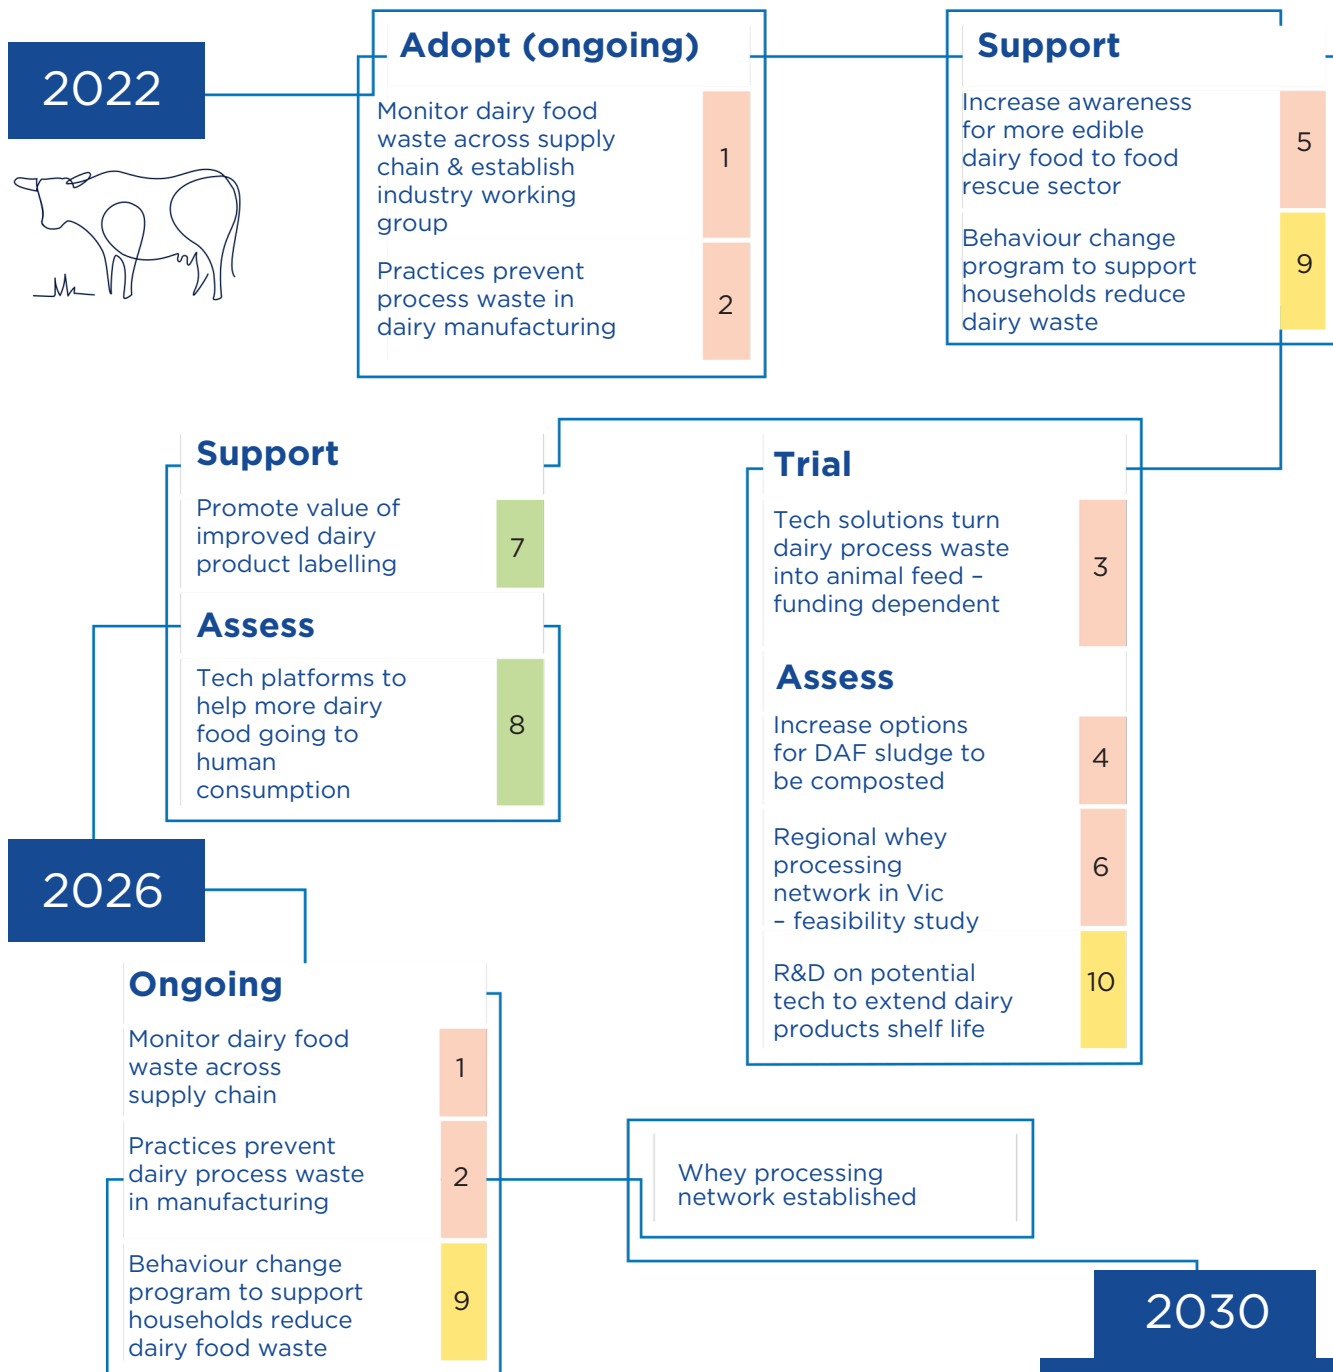 2022
Adopt (ongoing)
Monitor dairy food
waste across supply
chain & establish
industry working
group
1
Practices prevent
process waste in
dairy manufacturing
2
Support
Increase awareness
for more edible
dairy food to food
rescue sector
5
Behaviour change
program to support
households reduce
dairy waste
9
Trial
Tech solutions turn
dairy process waste
into animal feed –
funding dependent
3
Assess
Increase options
for DAF sludge to
be composted
4
Regional whey
processing
network in Vic
– feasibility study
6
R&D on potential
tech to extend dairy
products shelf life
10
Support
Promote value of
improved dairy
product labelling
7
Assess
Tech platforms to
help more dairy
food going to
human
consumption
8
2026
Ongoing
Monitor dairy food
waste across
supply chain
1
Practices prevent
dairy process waste
in manufacturing
2
Behaviour change
program to support
households reduce
dairy food waste
9
Whey processing
network established
2030